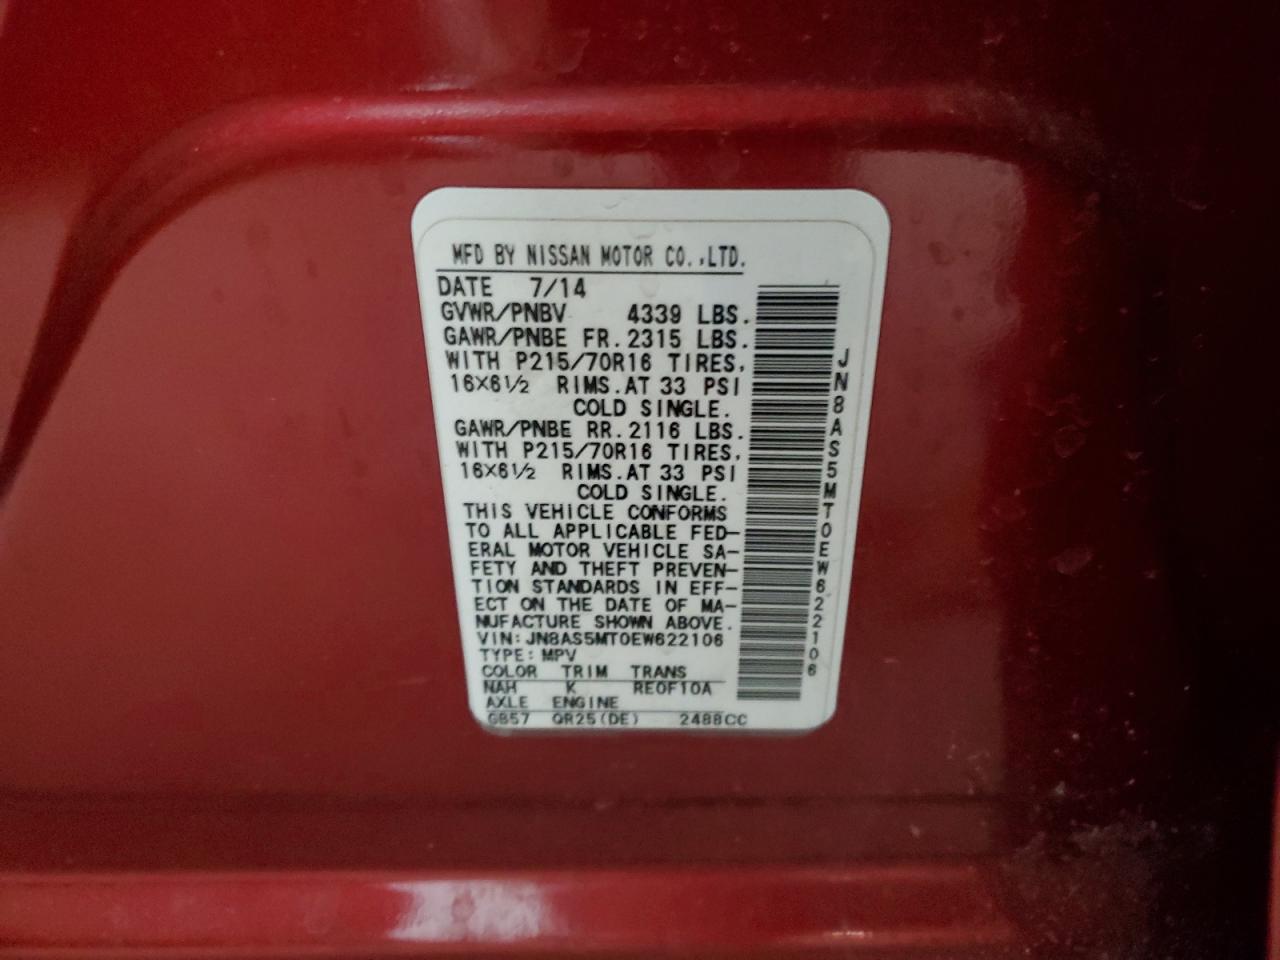 MFD BY NISSAN MOTOR CO.,LTD.
DATE 7/14
GVWR/PNBV 4339 LBS.
GAWR/PNBE FR.2315 LBS.
WITH P215/70R16 TIRES,
16X6½ RIMS.AT 33 PSI
COLD SINGLE.
GAWR/PNBE RR.2116 LBS.
WITH P215/70R16 TIRES,
16X6½ RIMS.AT 33 PSI
COLD SINGLE.
THIS VEHICLE CONFORMS
TO ALL APPLICABLE FED-
ERAL MOTOR VEHICLE SA-
FETY AND THEFT PREVEN-
TION STANDARDS IN EFF-
ECT ON THE DATE OF MA-
NUFACTURE SHOWN ABOVE.
VIN:JN8AS5MT0EW622106
TYPE:MPV
COLOR TRIM TRANS
NAH K RE0F10A
AXLE ENGINE
GB57 QR25(DE) 2488CC
JN8AS5MT0EW622106